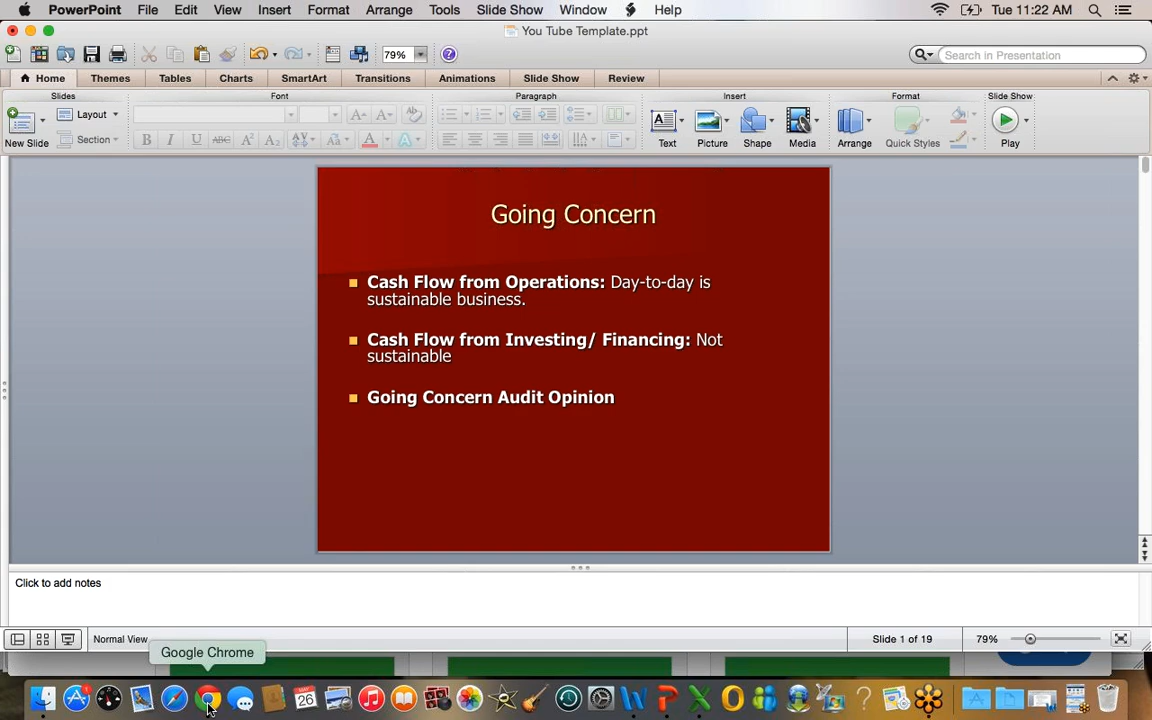 PowerPoint File Edit View Insert Format Arrange Tools Slide Show Window Help Tue 11:22 AM
You Tube Template.ppt
79% Search in Presentation
Home Themes Tables Charts SmartArt Transitions Animations Slide Show Review
Slides Font Paragraph Insert Format Slide Show
Layout
Section
B I U ABC A² A₂
New Slide Text Picture Shape Media Arrange Quick Styles Play
Going Concern
Cash Flow from Operations: Day-to-day is
sustainable business.
Cash Flow from Investing/ Financing: Not
sustainable
Going Concern Audit Opinion
Click to add notes
Normal View Slide 1 of 19 79%
Google Chrome